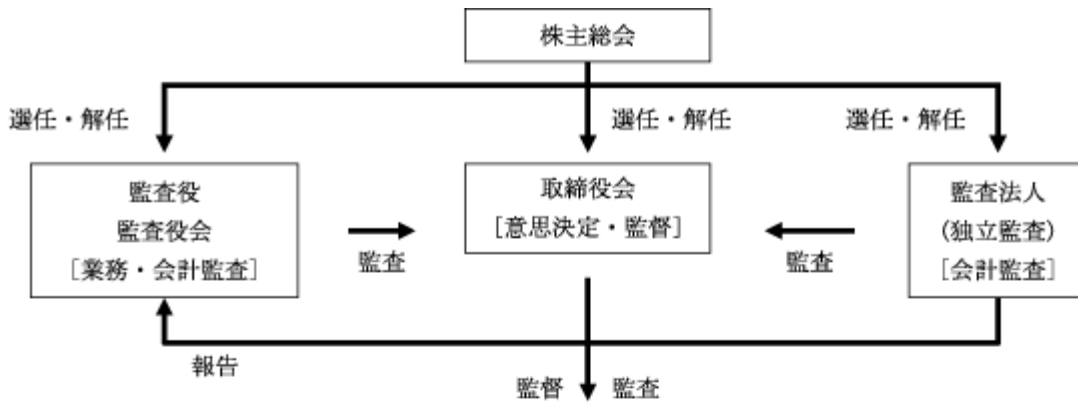 株主総会
選任・解任
選任・解任
選任・解任
監査役
監査役会
［業務・会計監査］
監査
取締役会
［意思決定・監督］
監査
監査法人
(独立監査)
［会計監査］
報告
監督
監査